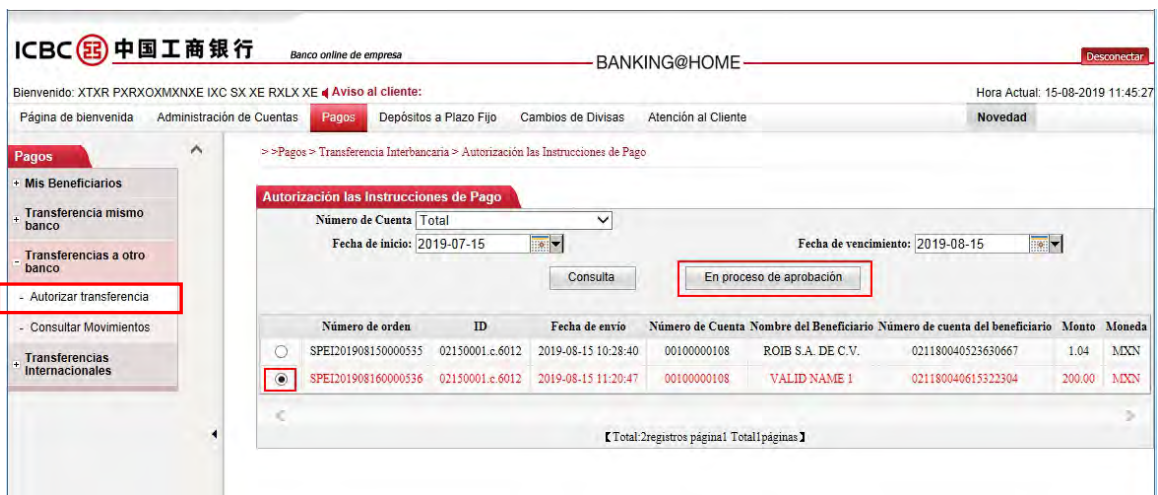 ICBC 中国工商银行 Banco online de empresa BANKING@HOME Desconectar
Bienvenido: XTXR PXRXOXMXNXE IXC SX XE RXLX XE Aviso al cliente: Hora Actual: 15-08-2019 11:45:27
Página de bienvenida Administración de Cuentas Pagos Depósitos a Plazo Fijo Cambios de Divisas Atención al Cliente Novedad
Pagos
+ Mis Beneficiarios
+ Transferencia mismo
banco
- Transferencias a otro
banco
- Autorizar transferencia
- Consultar Movimientos
+ Transferencias
Internacionales
> >Pagos > Transferencia Interbancaria > Autorización las Instrucciones de Pago
Autorización las Instrucciones de Pago
Número de Cuenta Total
Fecha de inicio: 2019-07-15 Fecha de vencimiento: 2019-08-15
Consulta En proceso de aprobación
Número de orden ID Fecha de envío Número de Cuenta Nombre del Beneficiario Número de cuenta del beneficiario Monto Moneda
SPEI201908150000535 02150001.c.6012 2019-08-15 10:28:40 00100000108 ROIB S.A. DE C.V. 021180040523630667 1.04 MXN
SPEI201908160000536 02150001.c.6012 2019-08-15 11:20:47 00100000108 VALID NAME 1 021180040615322304 200.00 MXN
【Total:2registros página1 Total1páginas】